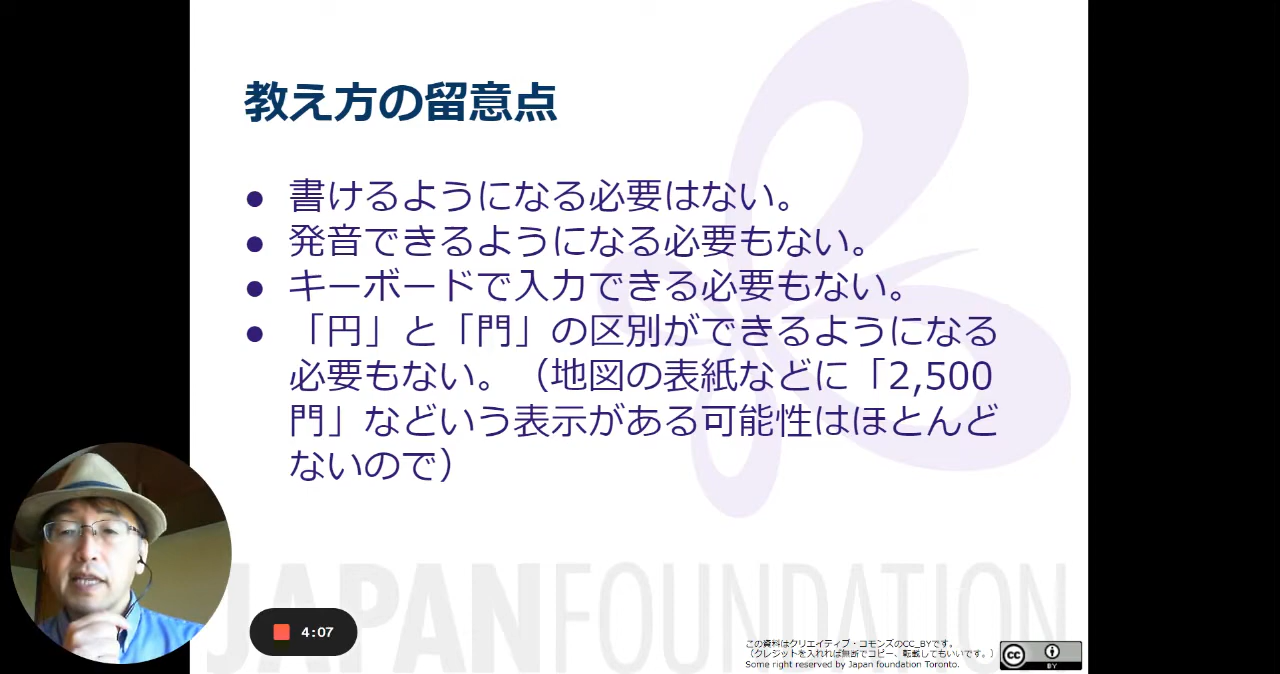 教え方の留意点
● 書けるようになる必要はない。
● 発音できるようになる必要もない。
● キーボードで入力できる必要もない。
● 「円」と「門」の区別ができるようになる
必要もない。（地図の表紙などに「2,500
門」などいう表示がある可能性はほとんど
ないので）
JAPANFOUNDATION
4:07
この資料はクリエイティブ・コモンズのCC_BYです。
（クレジットを入れれば無断でコピー、転載してもいいです。）
Some right reserved by Japan foundation Toronto.
cc
BY